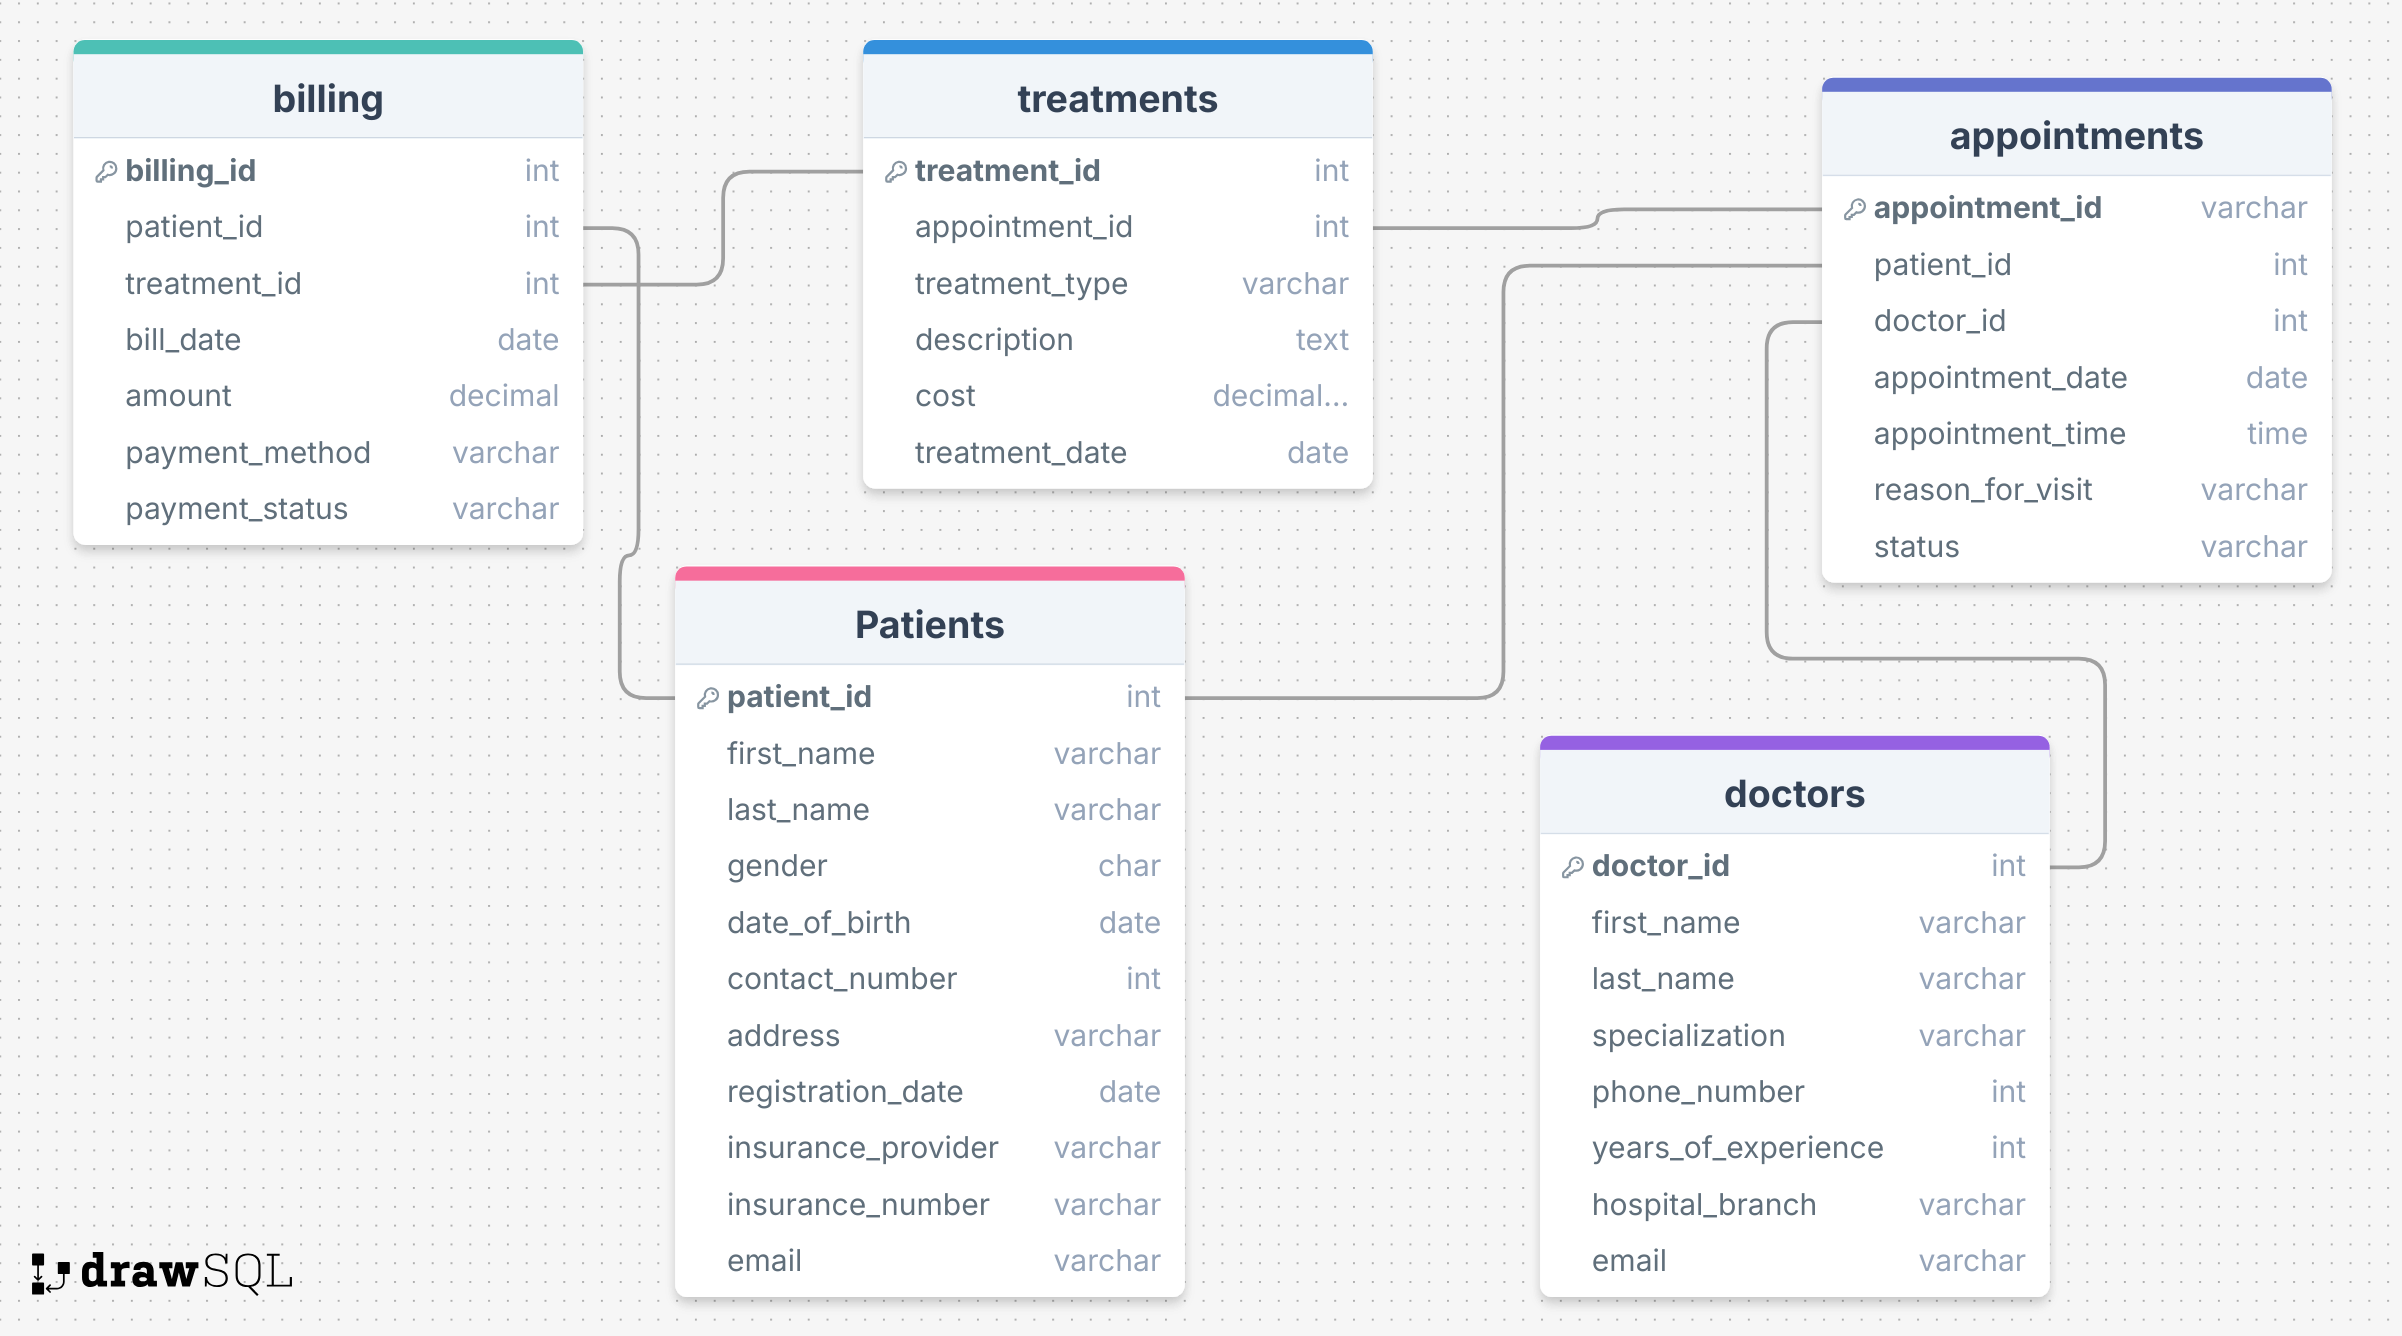 billing
billing_id int
patient_id int
treatment_id int
bill_date date
amount decimal
payment_method varchar
payment_status varchar
treatments
treatment_id int
appointment_id int
treatment_type varchar
description text
cost decimal...
treatment_date date
appointments
appointment_id varchar
patient_id int
doctor_id int
appointment_date date
appointment_time time
reason_for_visit varchar
status varchar
Patients
patient_id int
first_name varchar
last_name varchar
gender char
date_of_birth date
contact_number int
address varchar
registration_date date
insurance_provider varchar
insurance_number varchar
email varchar
doctors
doctor_id int
first_name varchar
last_name varchar
specialization varchar
phone_number int
years_of_experience int
hospital_branch varchar
email varchar
drawSQL